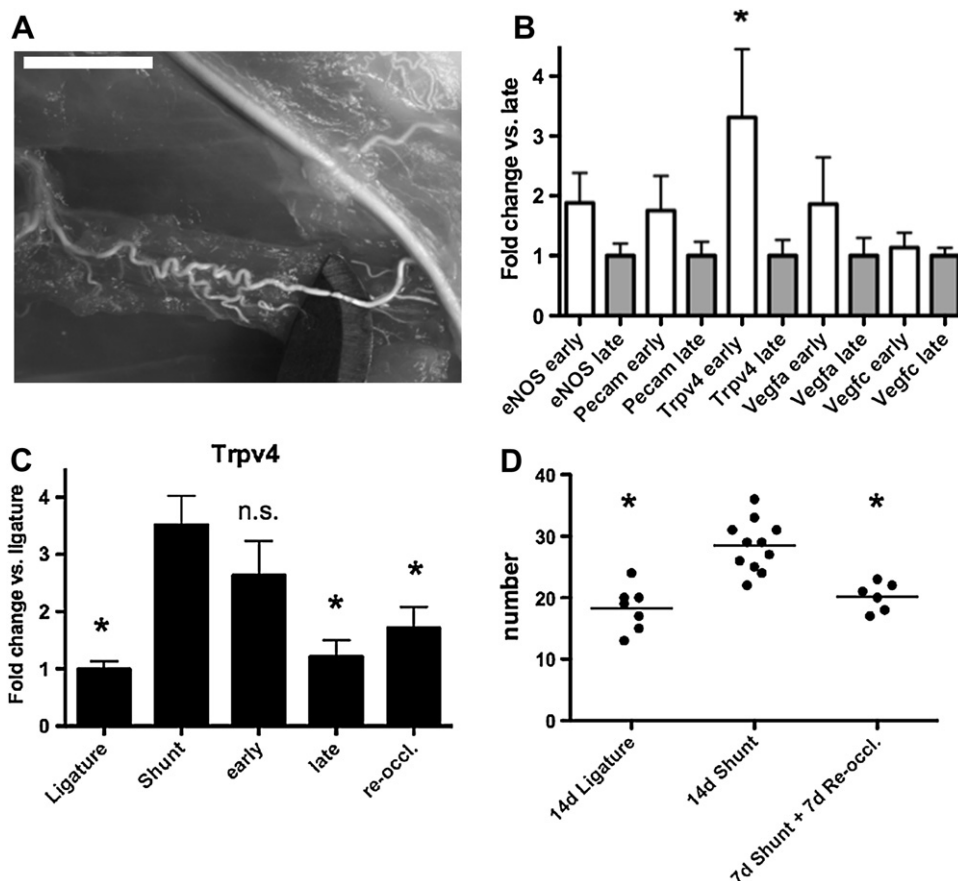 A
B
*
Fold change vs. late
4
3
2
1
0
eNOS early
eNOS late
Pecam early
Pecam late
Trpv4 early
Trpv4 late
Vegfa early
Vegfa late
Vegfc early
Vegfc late
C
Trpv4
Fold change vs. ligature
4
3
2
1
0
*
n.s.
*
*
Ligature
Shunt
early
late
re-occl.
D
number
40
30
20
10
0
*
*
14d Ligature
14d Shunt
7d Shunt + 7d Re-occl.